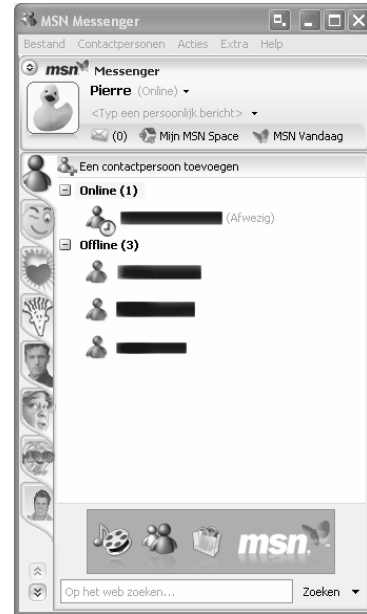 MSN Messenger
Bestand Contactpersonen Acties Extra Help
msn Messenger
Pierre (Online)
<Typ een persoonlijk bericht>
(0) Mijn MSN Space MSN Vandaag
Een contactpersoon toevoegen
Online (1)
(Afwezig)
Offline (3)
msn
Op het web zoeken... Zoeken